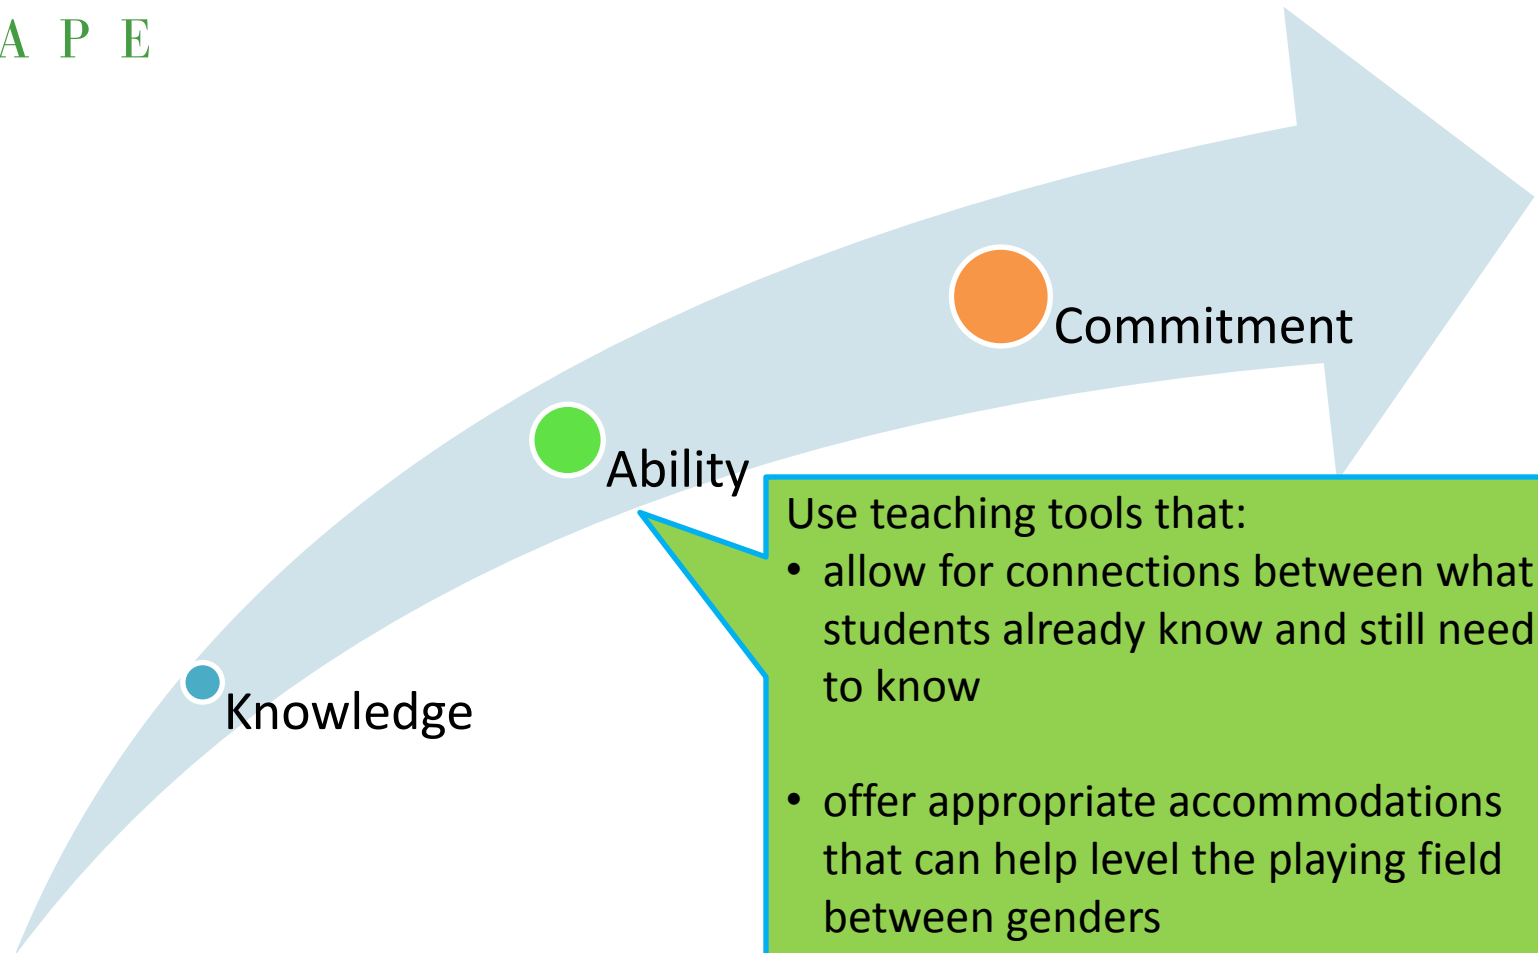 A P E
Commitment
Ability
Use teaching tools that:
• allow for connections between what
students already know and still need
to know
Knowledge
• offer appropriate accommodations
that can help level the playing field
between genders